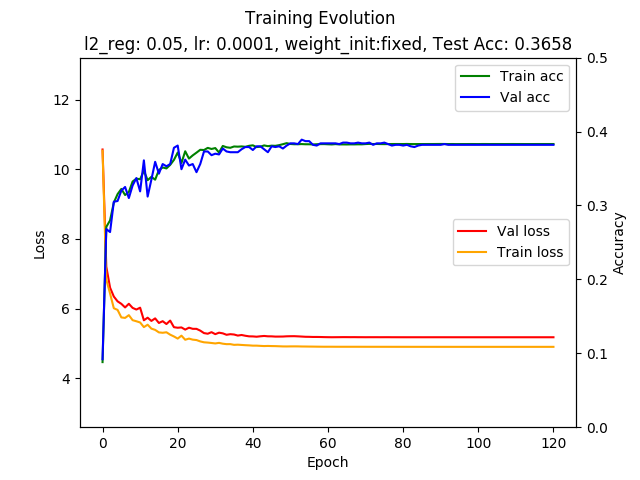 Training Evolution
l2_reg: 0.05, lr: 0.0001, weight_init:fixed, Test Acc: 0.3658
Train acc
Val acc
Val loss
Train loss
Loss
12
10
8
6
4
Accuracy
0.5
0.4
0.3
0.2
0.1
0.0
0 20 40 60 80 100 120
Epoch